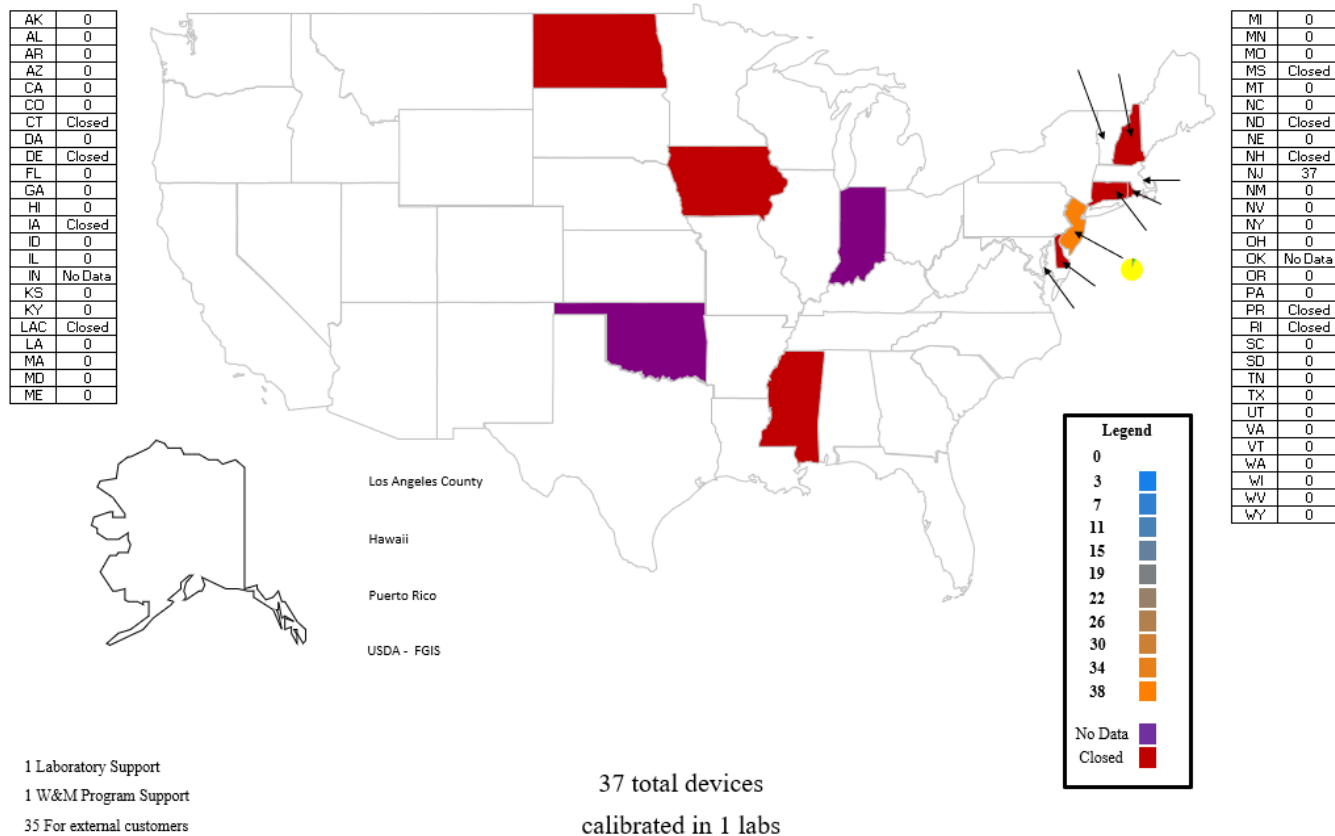 AK 0
AL 0
AR 0
AZ 0
CA 0
CO 0
CT Closed
DA 0
DE Closed
FL 0
GA 0
HI 0
IA Closed
ID 0
IL 0
IN No Data
KS 0
KY 0
LAC Closed
LA 0
MA 0
MD 0
ME 0
MI 0
MN 0
MO 0
MS Closed
MT 0
NC 0
ND Closed
NE 0
NH Closed
NJ 37
NM 0
NV 0
NY 0
OH 0
OK No Data
OR 0
PA 0
PR Closed
RI Closed
SC 0
SD 0
TN 0
TX 0
UT 0
VA 0
VT 0
WA 0
WI 0
WV 0
WY 0
Los Angeles County
Hawaii
Puerto Rico
USDA - FGIS
Legend
0
3
7
11
15
19
22
26
30
34
38
No Data
Closed
1 Laboratory Support
1 W&M Program Support
35 For external customers
37 total devices
calibrated in 1 labs